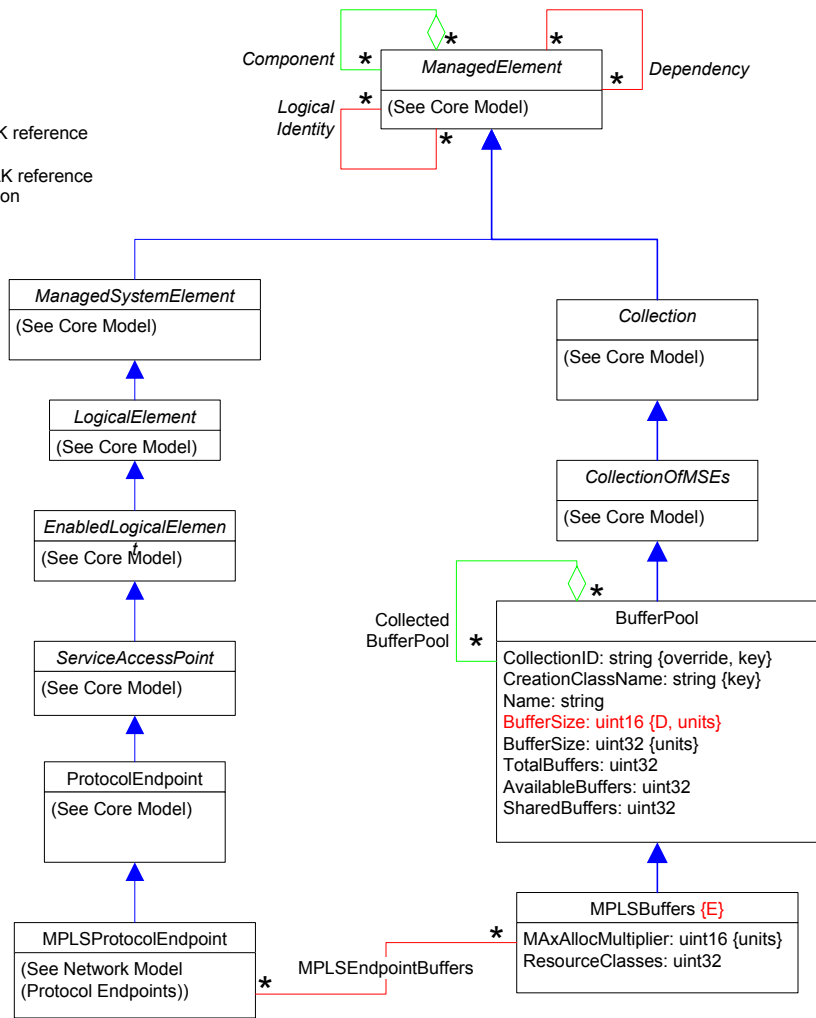 Component
*
*
ManagedElement
(See Core Model)
*
*
Dependency
Logical
Identity
*
*
K reference
K reference
on
ManagedSystemElement
(See Core Model)
Collection
(See Core Model)
LogicalElement
(See Core Model)
CollectionOfMSEs
(See Core Model)
EnabledLogicalElemen
t
(See Core Model)
Collected
BufferPool
*
*
BufferPool
CollectionID: string {override, key}
CreationClassName: string {key}
Name: string
BufferSize: uint16 {D, units}
BufferSize: uint32 {units}
TotalBuffers: uint32
AvailableBuffers: uint32
SharedBuffers: uint32
ServiceAccessPoint
(See Core Model)
ProtocolEndpoint
(See Core Model)
MPLSProtocolEndpoint
(See Network Model
(Protocol Endpoints))
*
MPLSEndpointBuffers
*
MPLSBuffers {E}
MAxAllocMultiplier: uint16 {units}
ResourceClasses: uint32